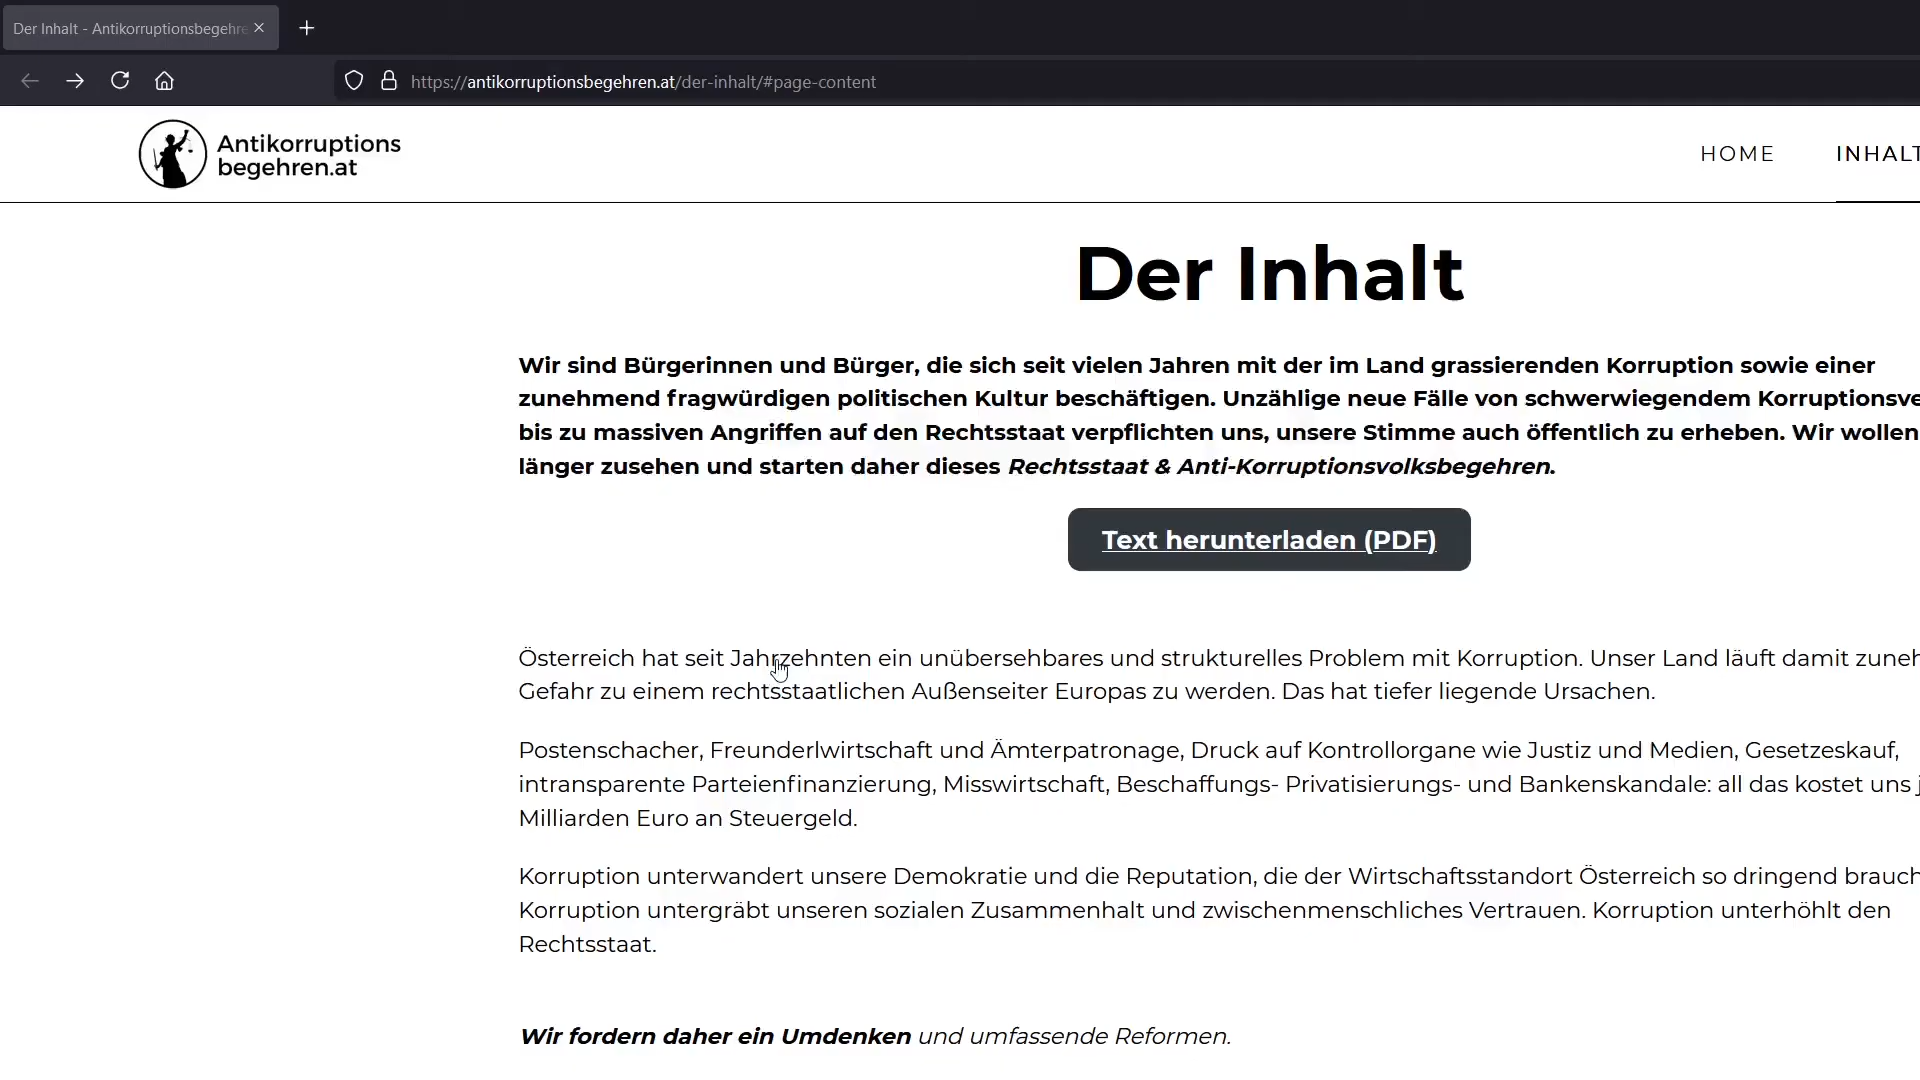 Der Inhalt - Antikorruptionsbegehre
https://antikorruptionsbegehren.at/der-inhalt/#page-content
Antikorruptions
begehren.at
HOME
INHALT
Der Inhalt
Wir sind Bürgerinnen und Bürger, die sich seit vielen Jahren mit der im Land grassierenden Korruption sowie einer
zunehmend fragwürdigen politischen Kultur beschäftigen. Unzählige neue Fälle von schwerwiegendem
bis zu massiven Angriffen auf den Rechtsstaat verpflichten uns, unsere Stimme auch öffentlich zu erheben. Wir wollen
länger zusehen und starten daher dieses Rechtsstaat & Anti-Korruptionsvolksbegehren.
Text herunterladen (PDF)
Österreich hat seit Jahrzehnten ein unübersehbares und strukturelles Problem mit Korruption. Unser Land läuft damit
Gefahr zu einem rechtsstaatlichen Außenseiter Europas zu werden. Das hat tiefer liegende Ursachen.
Postenschacher, Freunderlwirtschaft und Ämterpatronage, Druck auf Kontrollorgane wie Justiz und Medien, Gesetzeskauf,
intransparente Parteienfinanzierung, Misswirtschaft, Beschaffungs- Privatisierungs- und Bankenskandale: all das kostet uns
Milliarden Euro an Steuergeld.
Korruption unterwandert unsere Demokratie und die Reputation, die der Wirtschaftsstandort Österreich so dringend
Korruption untergräbt unseren sozialen Zusammenhalt und zwischenmenschliches Vertrauen. Korruption unterhöhlt den
Rechtsstaat.
Wir fordern daher ein Umdenken und umfassende Reformen.